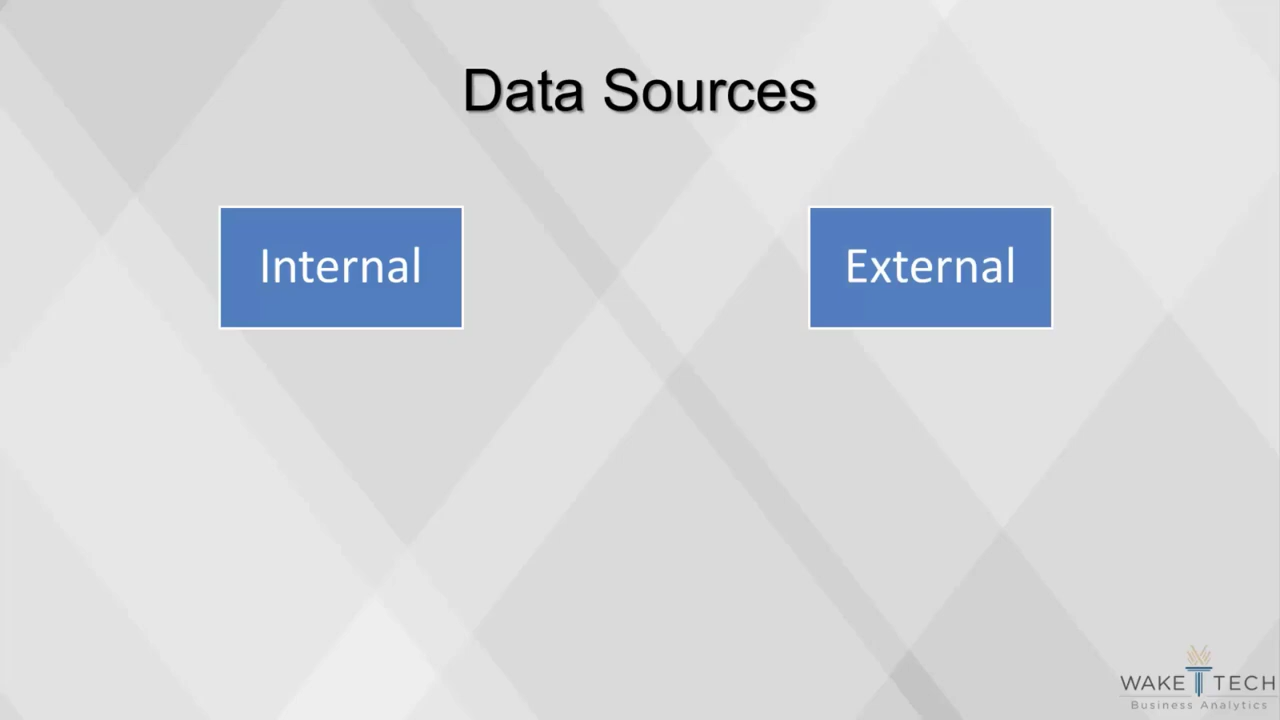 Data Sources
Internal
External
WAKE TECH
Business Analytics